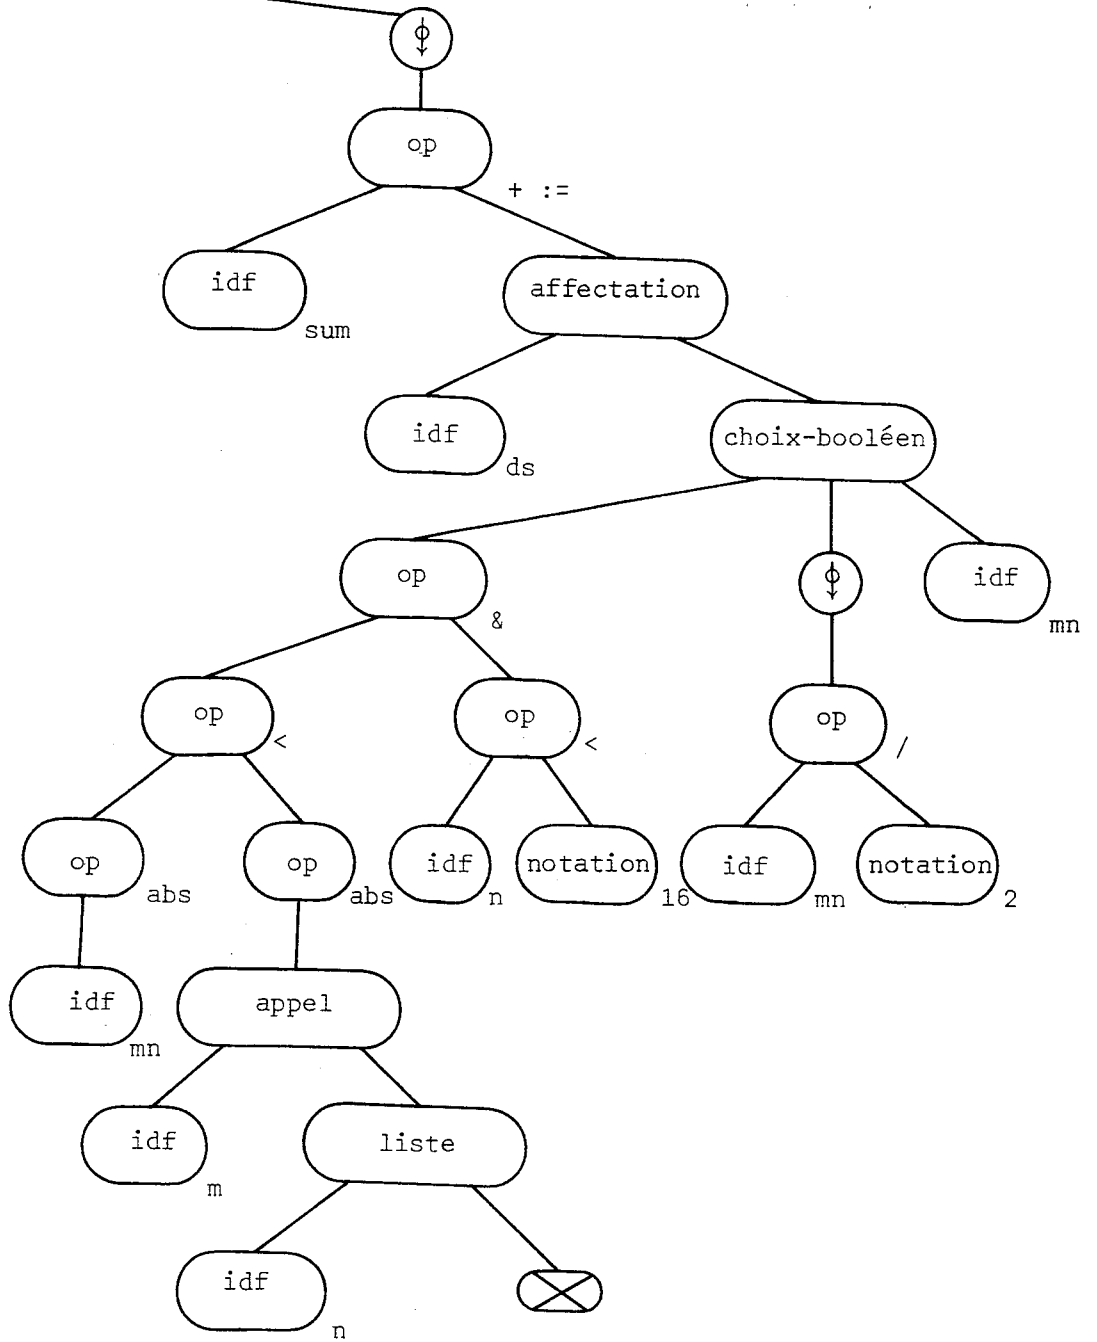 ϕ
op
+ :=
idf
sum
affectation
idf
ds
choix-booléen
op
&
ϕ
idf
mn
op
<
op
<
op
/
op
abs
op
abs
idf
n
notation
16
idf
mn
notation
2
idf
mn
appel
idf
m
liste
idf
n